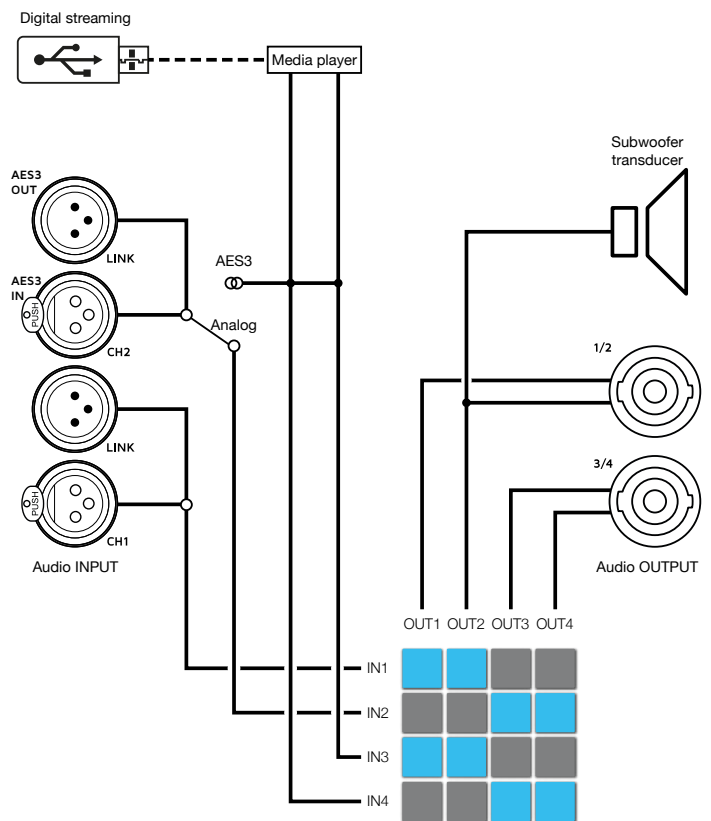 Digital streaming
Media player
Subwoofer
transducer
AES3
OUT
LINK
AES3
IN
PUSH
CH2
AES3
Analog
LINK
PUSH
CH1
Audio INPUT
1/2
3/4
Audio OUTPUT
OUT1 OUT2 OUT3 OUT4
IN1
IN2
IN3
IN4